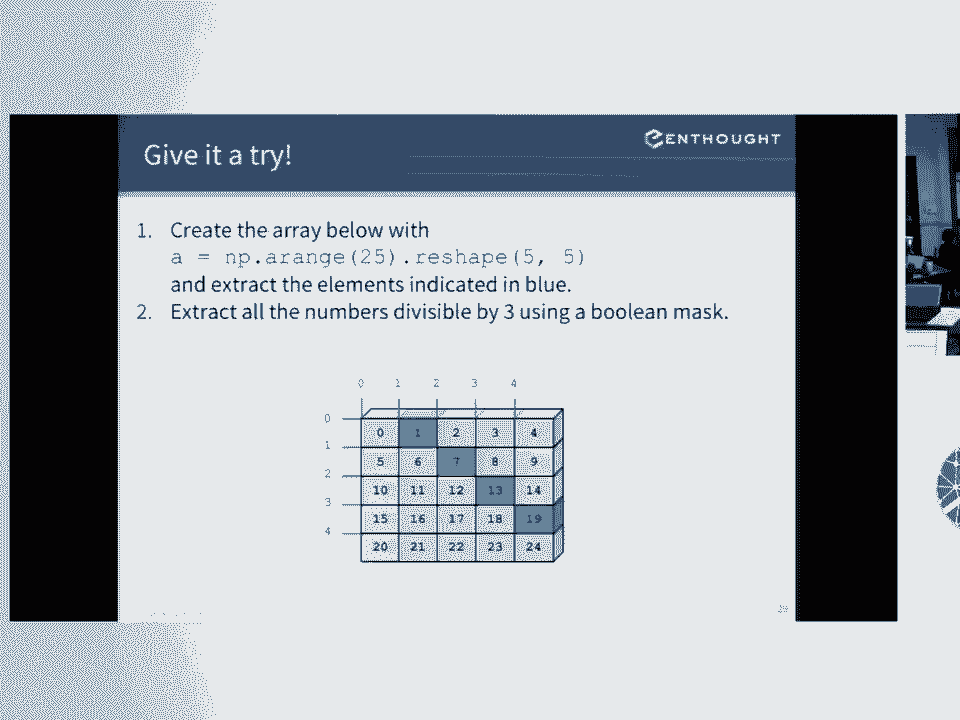 Give it a try!
ENTHOUGHT
1. Create the array below with
a = np.arange(25).reshape(5, 5)
and extract the elements indicated in blue.
2. Extract all the numbers divisible by 3 using a boolean mask.
0 1 2 3 4
0
0 1 2 3 4
1
5 6 7 8 9
2
10 11 12 13 14
3
15 16 17 18 19
4
20 21 22 23 24